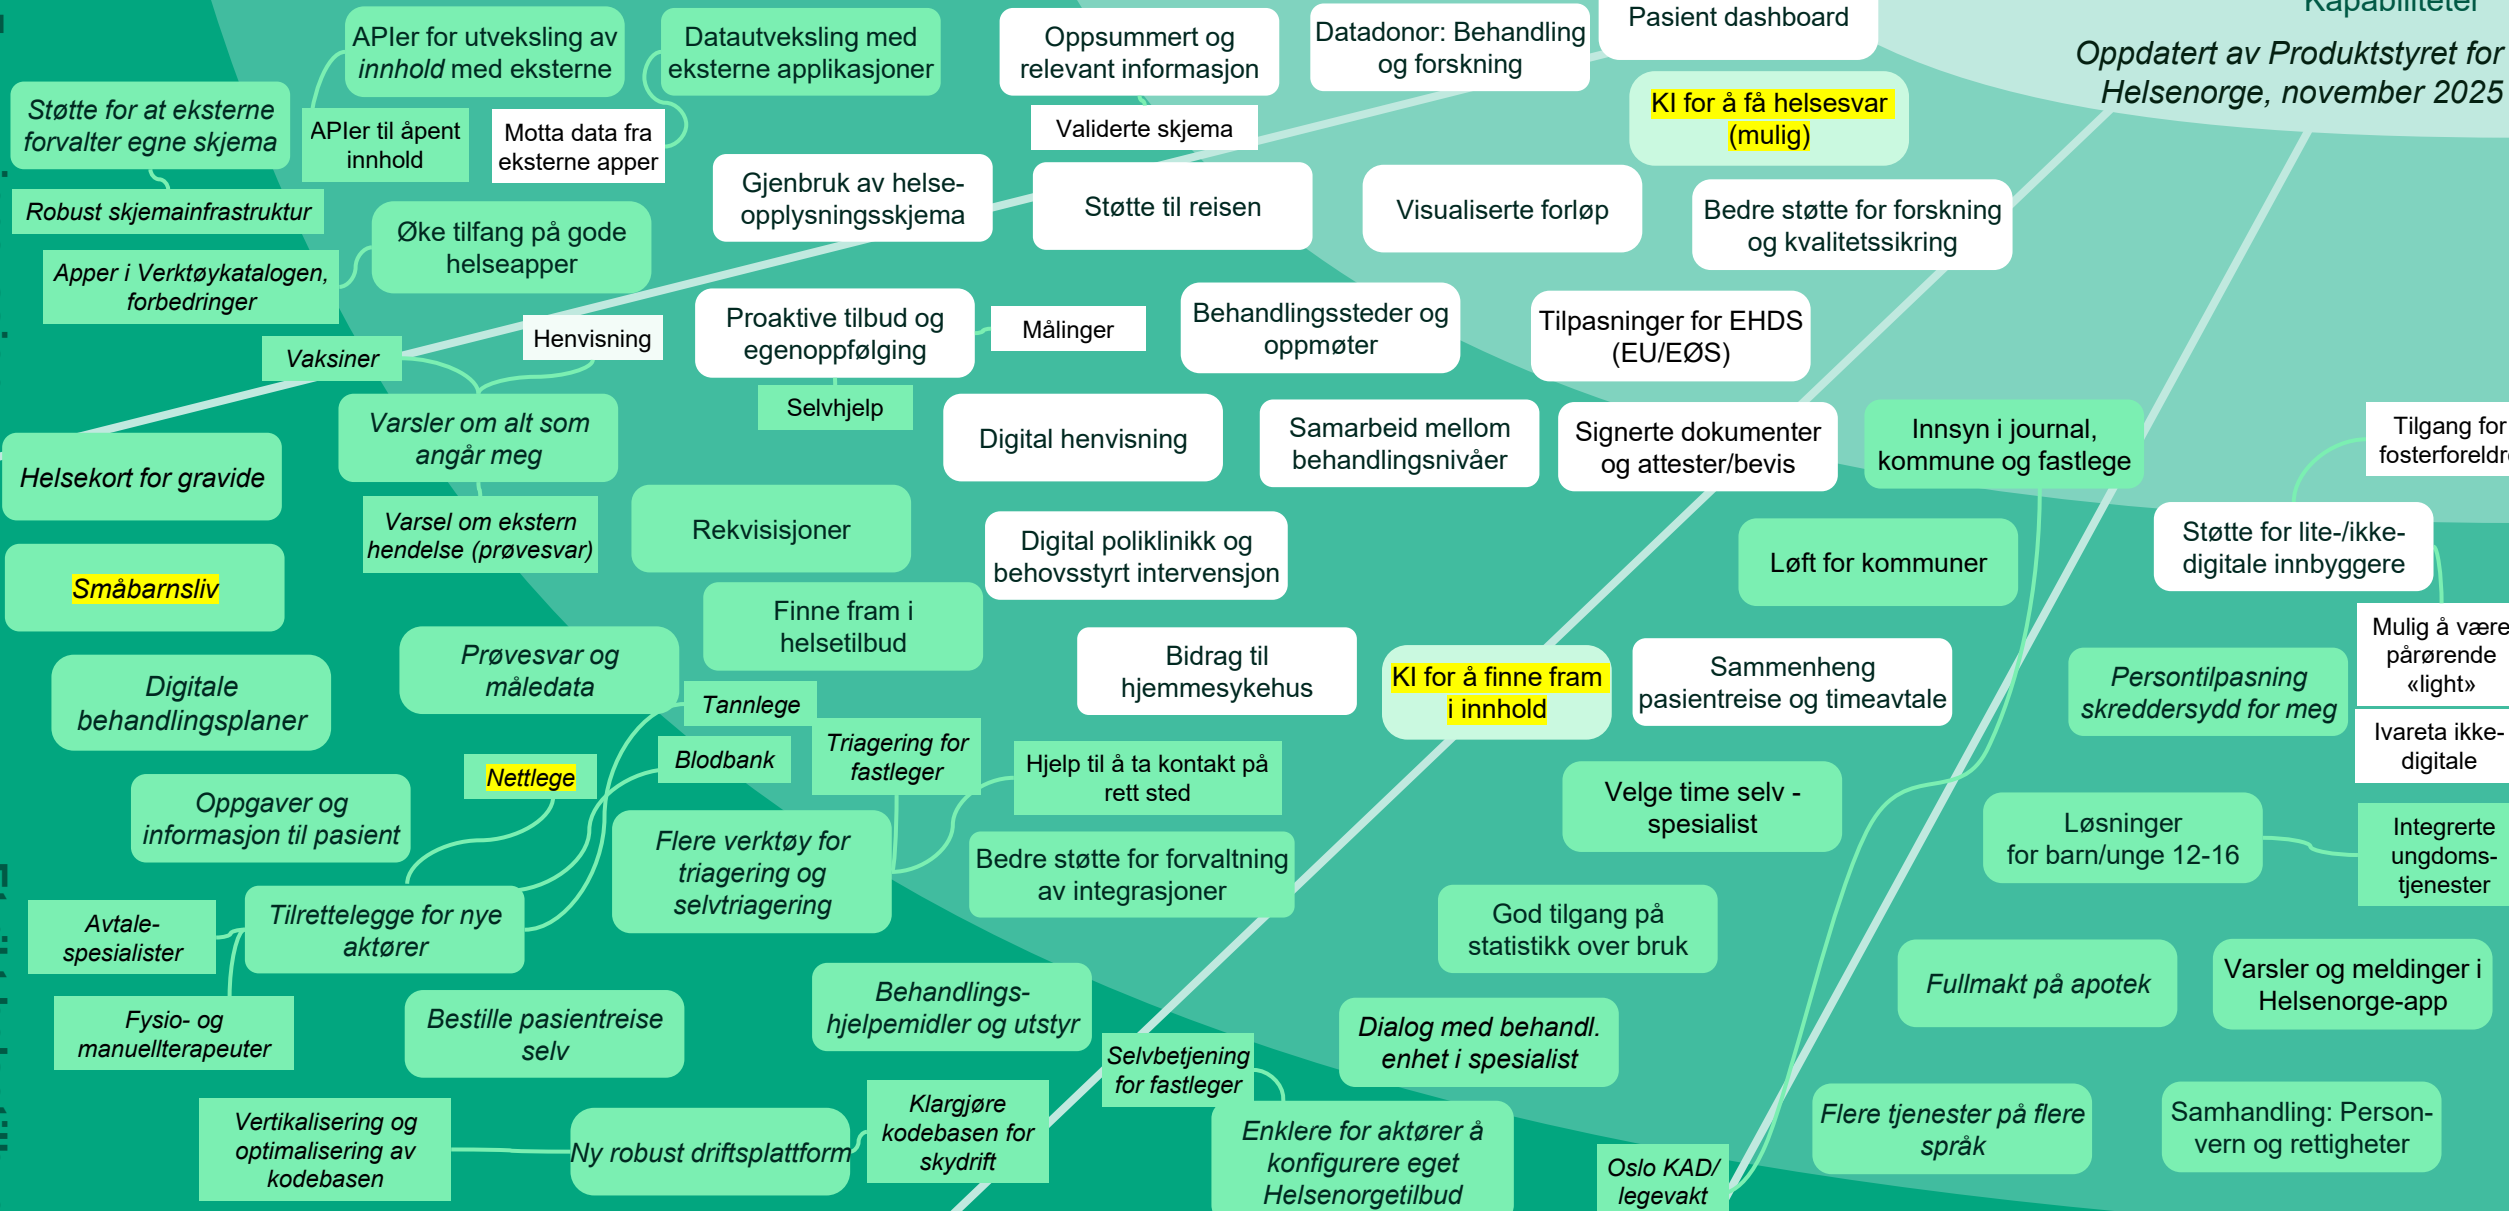 Kapabiliteter
Oppdatert av Produktstyret for
Helsenorge, november 2025
APIer for utveksling av
innhold med eksterne
Datautveksling med
eksterne applikasjoner
Oppsummert og
relevant informasjon
Datadonor: Behandling
og forskning
Pasient dashboard
Støtte for at eksterne
forvalter egne skjema
APIer til åpent
innhold
Motta data fra
eksterne apper
Validerte skjema
KI for å få helsesvar
(mulig)
Robust skjemainfrastruktur
Øke tilfang på gode
helseapper
Gjenbruk av helse-
opplysningsskjema
Støtte til reisen
Visualiserte forløp
Bedre støtte for forskning
og kvalitetssikring
Apper i Verktøykatalogen,
forbedringer
Vaksiner
Henvisning
Proaktive tilbud og
egenoppfølging
Målinger
Behandlingssteder og
oppmøter
Tilpasninger for EHDS
(EU/EØS)
Selvhjelp
Helsekort for gravide
Varsler om alt som
angår meg
Digital henvisning
Samarbeid mellom
behandlingsnivåer
Signerte dokumenter
og attester/bevis
Innsyn i journal,
kommune og fastlege
Tilgang for
fosterforeldre
Varsel om ekstern
hendelse (prøvesvar)
Rekvisisjoner
Digital poliklinikk og
behovsstyrt intervensjon
Løft for kommuner
Støtte for lite-/ikke-
digitale innbyggere
Småbarnsliv
Finne fram i
helsetilbud
Mulig å være
pårørende
«light»
Digitale
behandlingsplaner
Prøvesvar og
måledata
Tannlege
Bidrag til
hjemmesykehus
KI for å finne fram
i innhold
Sammenheng
pasientreise og timeavtale
Persontilpasning
skreddersydd for meg
Ivareta ikke-
digitale
Nettlege
Blodbank
Triagering for
fastleger
Hjelp til å ta kontakt på
rett sted
Velge time selv -
spesialist
Oppgaver og
informasjon til pasient
Flere verktøy for
triagering og
selvtriagering
Bedre støtte for forvaltning
av integrasjoner
Løsninger
for barn/unge 12-16
Integrerte
ungdoms-
tjenester
Avtale-
spesialister
Tilrettelegge for nye
aktører
God tilgang på
statistikk over bruk
Fysio- og
manuellterapeuter
Bestille pasientreise
selv
Behandlings-
hjelpemidler og utstyr
Selvbetjening
for fastleger
Dialog med behandl.
enhet i spesialist
Fullmakt på apotek
Varsler og meldinger i
Helsenorge-app
Vertikalisering og
optimalisering av
kodebasen
Ny robust driftsplattform
Klargjøre
kodebasen for
skydrift
Enklere for aktører å
konfigurere eget
Helsenorgetilbud
Oslo KAD/
legevakt
Flere tjenester på flere
språk
Samhandling: Person-
vern og rettigheter